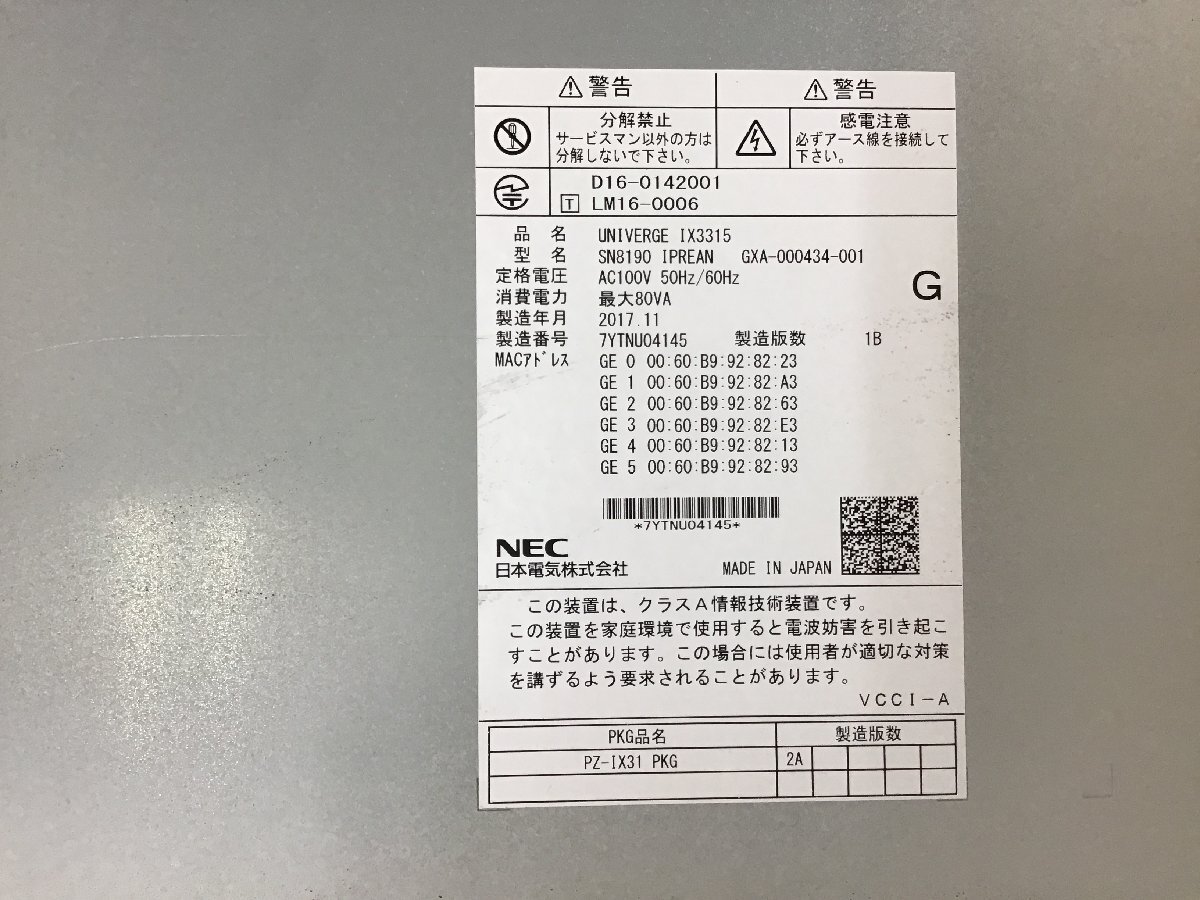 警告
警告
分解禁止
サービスマン以外の方は
分解しないで下さい。
感電注意
必ずアース線を接続して
下さい。
D16-0142001
T LM16-0006
品 名 UNIVERGE IX3315
型 名 SN8190 IPREAN GXA-000434-001
定格電圧 AC100V 50Hz/60Hz
G
消費電力 最大80VA
製造年月 2017.11
製造番号 7YTNU04145 製造版数 1B
MACアドレス GE 0 00:60:B9:92:82:23
GE 1 00:60:B9:92:82:A3
GE 2 00:60:B9:92:82:63
GE 3 00:60:B9:92:82:E3
GE 4 00:60:B9:92:82:13
GE 5 00:60:B9:92:82:93
*7YTNU04145*
NEC
日本電気株式会社 MADE IN JAPAN
この装置は、クラスA情報技術装置です。
この装置を家庭環境で使用すると電波妨害を引き起こ
すことがあります。この場合には使用者が適切な対策
を講ずるよう要求されることがあります。
VCCI-A
PKG品名 製造版数
PZ-IX31 PKG 2A